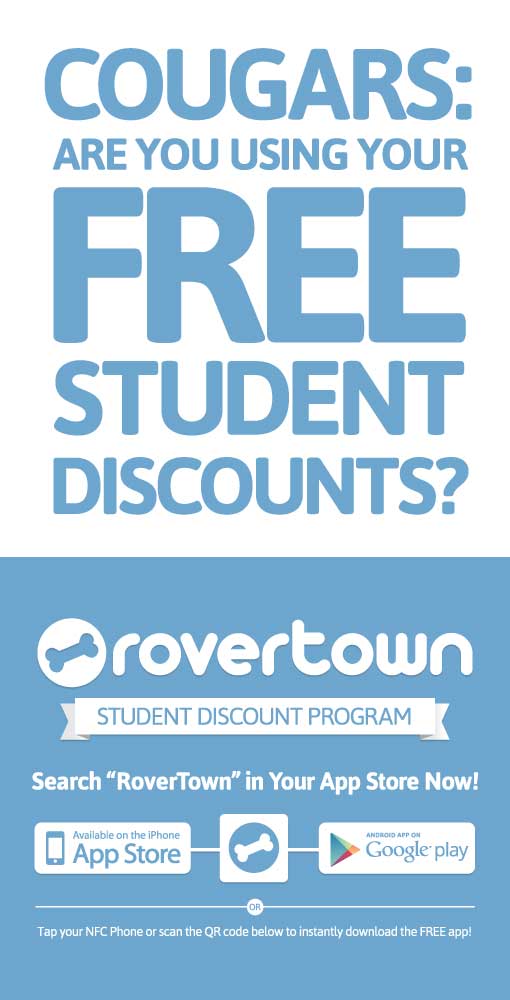 COUGARS:
ARE YOU USING YOUR
FREE
STUDENT
DISCOUNTS?
rovertown
STUDENT DISCOUNT PROGRAM
Search “RoverTown” in Your App Store Now!
Available on the iPhone
App Store
ANDROID APP ON
Google play
OR
Tap your NFC Phone or scan the QR code below to instantly download the FREE app!